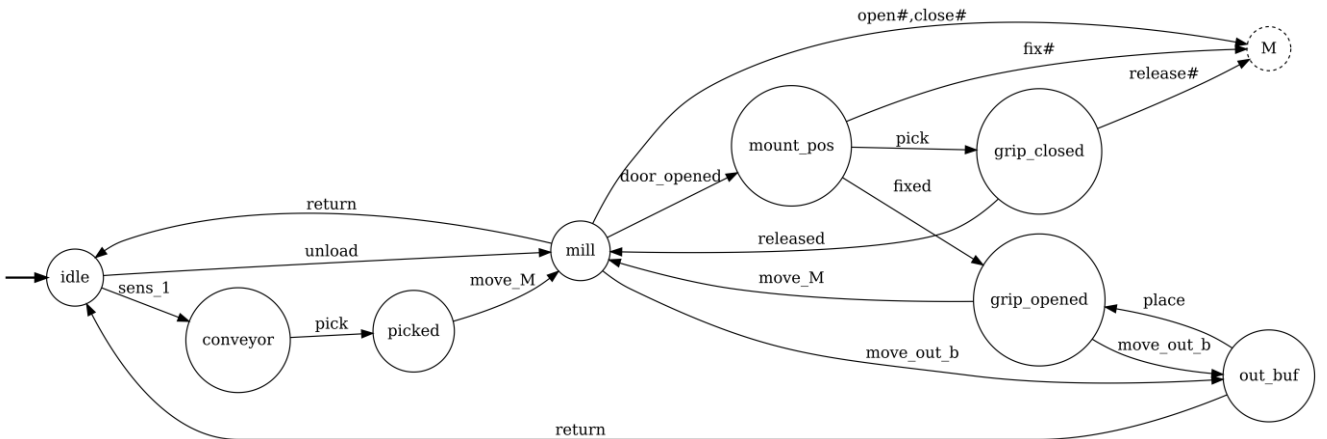 open#,close#
M
fix#
release#
mount_pos
pick
grip_closed
door_opened
fixed
return
released
mill
unload
idle
sens_1
move_M
move_M
grip_opened
place
pick
picked
conveyor
move_out_b
move_out_b
out_buf
return